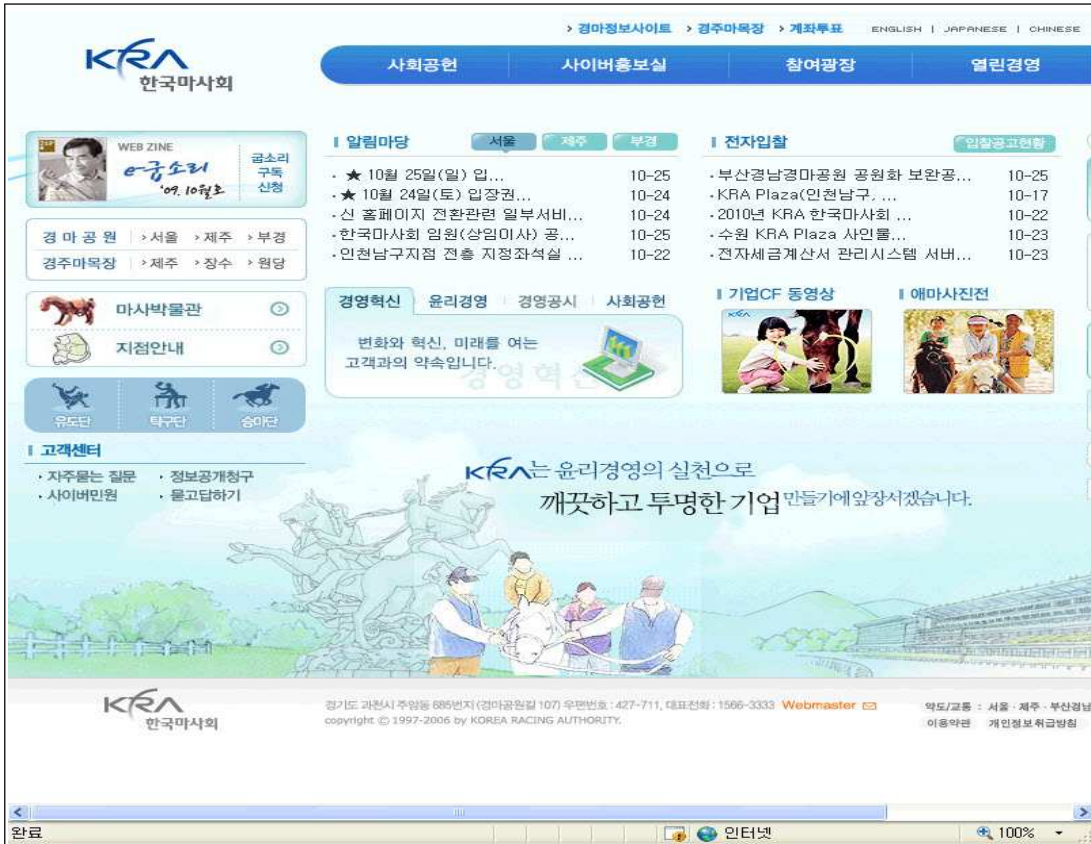 › 경마정보사이트 › 경주마목장 › 계좌투표 ENGLISH | JAPANESE | CHINESE
KRA
한국마사회
사회공헌 사이버홍보실 참여광장 열린경영
WEB ZINE
e-굽소리
'09. 10월호
굽소리
구독
신청
경마공원 ›서울 ›제주 ›부경
경주마목장 ›제주 ›장수 ›원당
마사박물관
지점안내
유도단 탁구단 승마단
고객센터
· 자주묻는 질문 · 정보공개청구
· 사이버민원 · 묻고답하기
알림마당 서울 제주 부경
· ★ 10월 25일(일) 입... 10-25
· ★ 10월 24일(토) 입장권... 10-24
· 신 홈페이지 전환관련 일부서비... 10-24
· 한국마사회 임원(상임이사) 공... 10-25
· 인천남구지점 전층 지정좌석실 ... 10-22
전자입찰 입찰공고현황
· 부산경남경마공원 공원화 보완공... 10-25
· KRA Plaza(인천남구, ... 10-17
· 2010년 KRA 한국마사회 ... 10-22
· 수원 KRA Plaza 사인물... 10-23
· 전자세금계산서 관리시스템 서버... 10-23
경영혁신 윤리경영 경영공시 사회공헌
변화와 혁신, 미래를 여는
고객과의 약속입니다.
경영혁신
기업CF 동영상 애마사진전
KRA
KRA는 윤리경영의 실천으로
깨끗하고 투명한 기업 만들기에 앞장서겠습니다.
KRA
한국마사회
경기도 과천시 주암동 685번지 (경마공원길 107) 우편번호 : 427-711, 대표전화 : 1566-3333 Webmaster
copyright © 1997-2006 by KOREA RACING AUTHORITY.
약도/교통 : 서울 · 제주 · 부산경남
이용약관 개인정보취급방침
완료 인터넷 100%